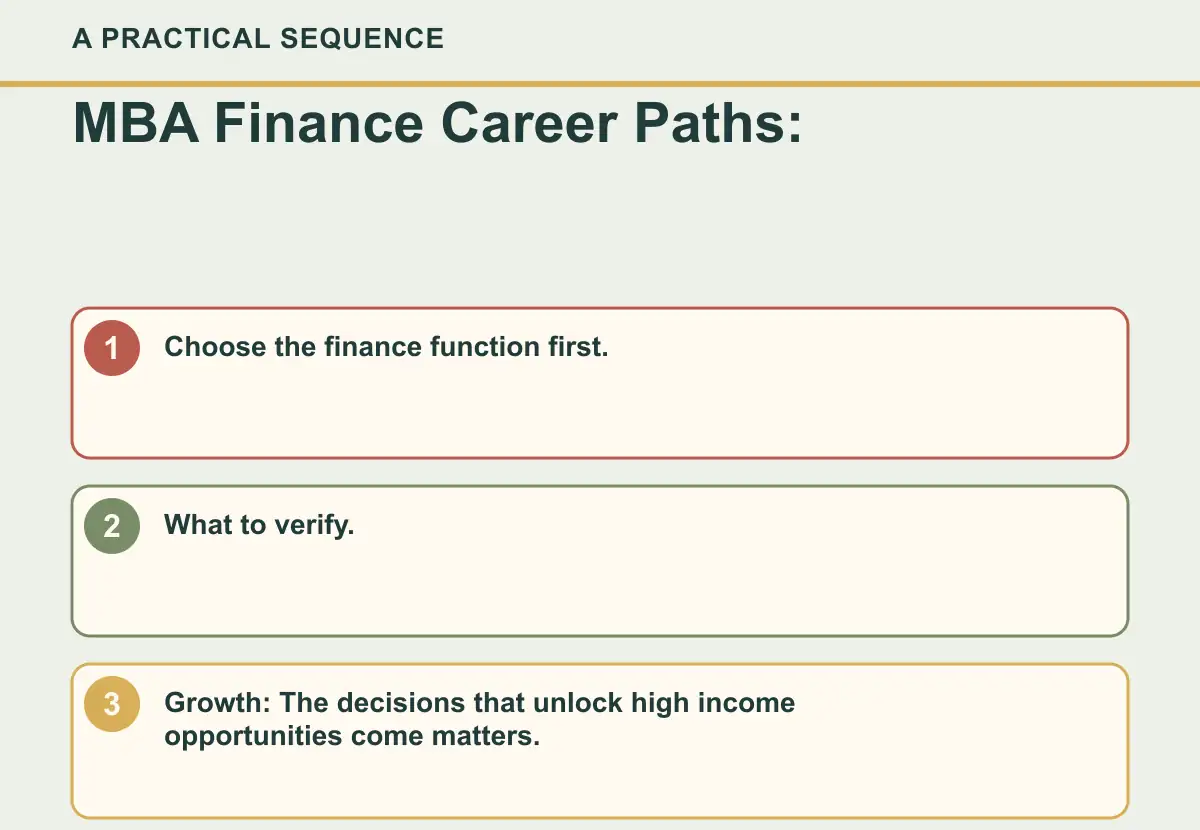 A PRACTICAL SEQUENCE
MBA Finance Career Paths:
1
Choose the finance function first.
2
What to verify.
3
Growth: The decisions that unlock high income
opportunities come matters.